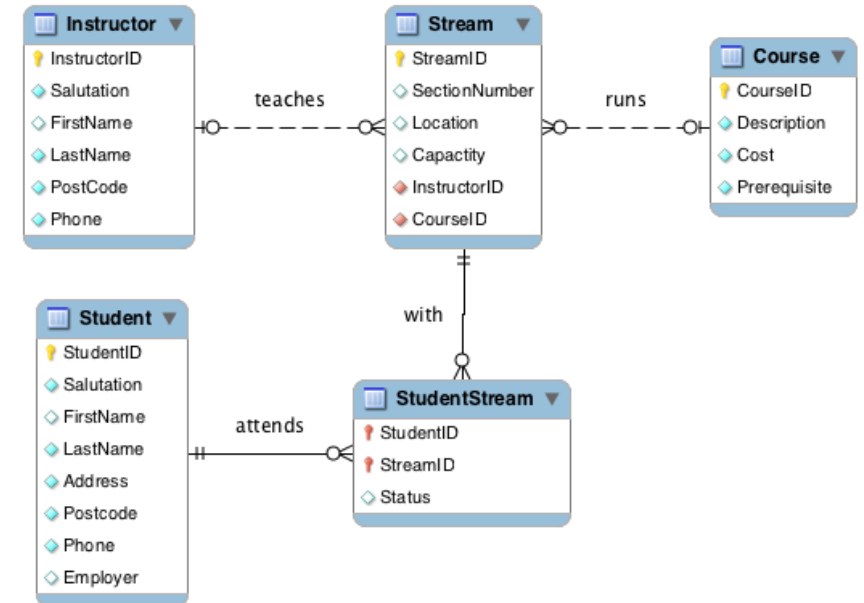 Instructor
InstructorID
Salutation
FirstName
LastName
PostCode
Phone
teaches
Stream
StreamID
SectionNumber
Location
Capactity
InstructorID
CourseID
runs
Course
CourseID
Description
Cost
Prerequisite
with
Student
StudentID
Salutation
FirstName
LastName
Address
Postcode
Phone
Employer
attends
StudentStream
StudentID
StreamID
Status